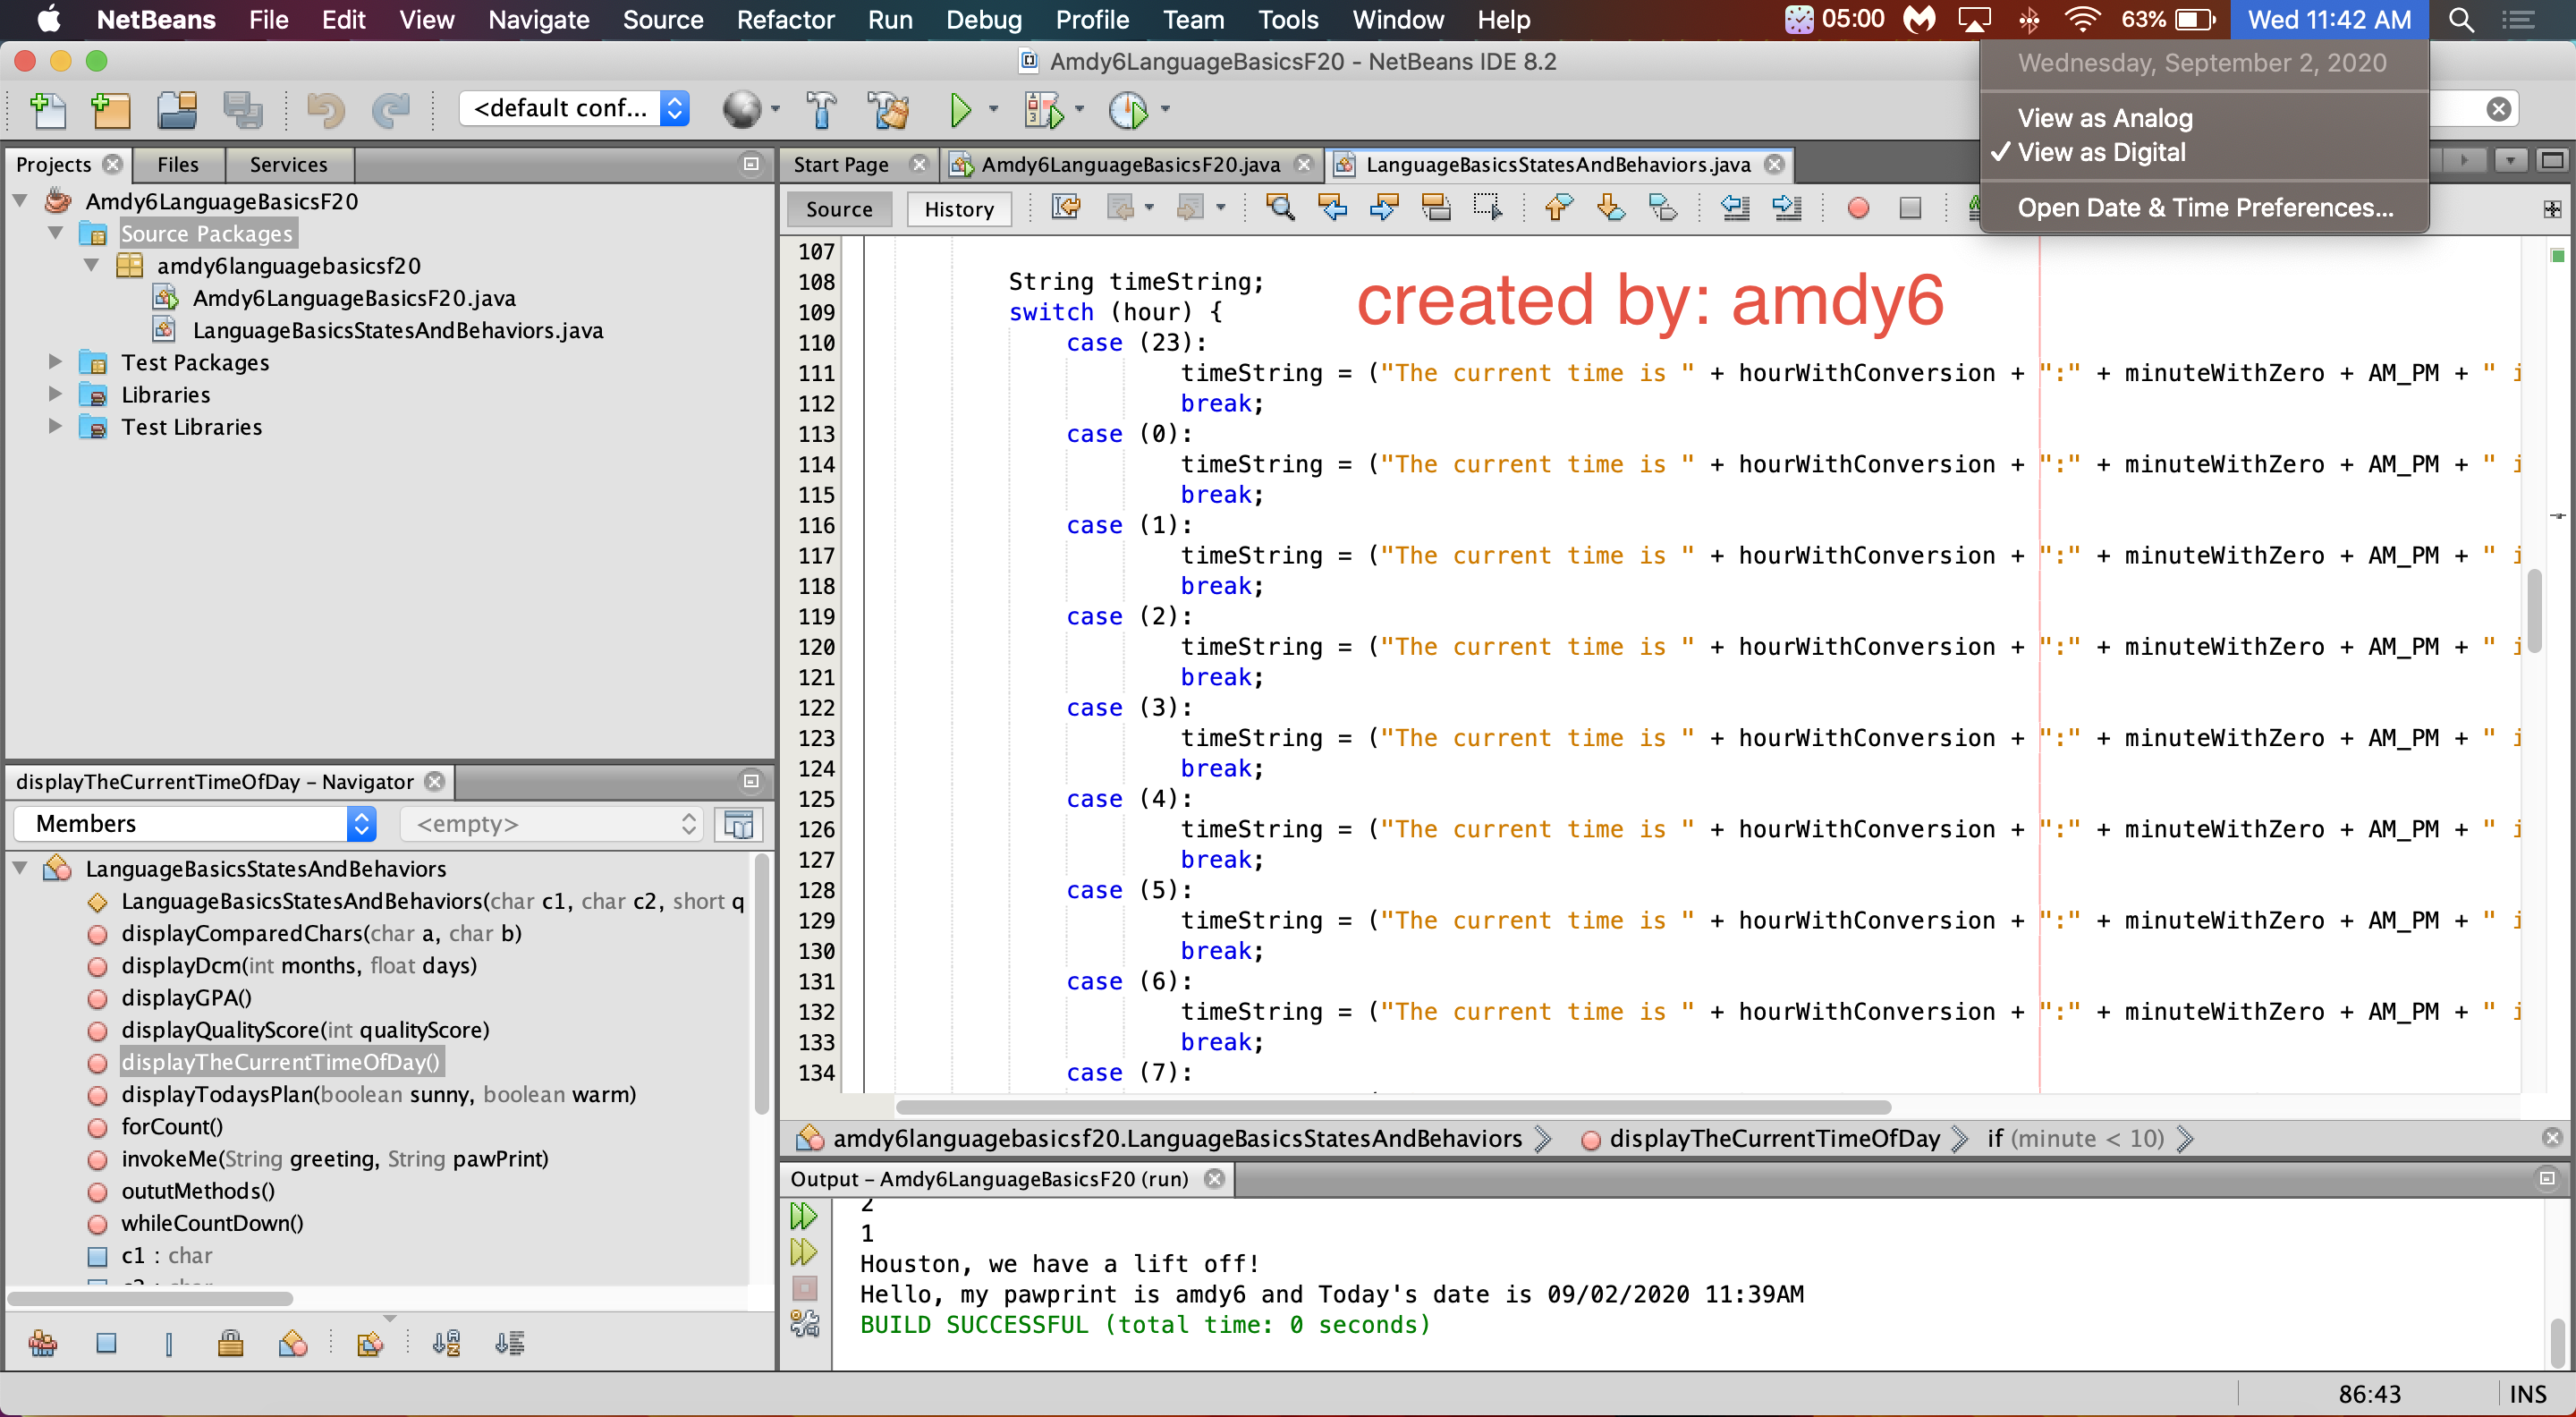 NetBeans File Edit View Navigate Source Refactor Run Debug Profile Team Tools Window Help 05:00 63% Wed 11:42 AM
Amdy6LanguageBasicsF20 - NetBeans IDE 8.2
Wednesday, September 2, 2020
View as Analog
✓ View as Digital
Open Date & Time Preferences...
<default conf...
Projects Files Services
Amdy6LanguageBasicsF20
Source Packages
amdy6languagebasicsf20
Amdy6LanguageBasicsF20.java
LanguageBasicsStatesAndBehaviors.java
Test Packages
Libraries
Test Libraries
displayTheCurrentTimeOfDay – Navigator
Members <empty>
LanguageBasicsStatesAndBehaviors
LanguageBasicsStatesAndBehaviors(char c1, char c2, short q
displayComparedChars(char a, char b)
displayDcm(int months, float days)
displayGPA()
displayQualityScore(int qualityScore)
displayTheCurrentTimeOfDay()
displayTodaysPlan(boolean sunny, boolean warm)
forCount()
invokeMe(String greeting, String pawPrint)
oututMethods()
whileCountDown()
c1 : char
Start Page Amdy6LanguageBasicsF20.java LanguageBasicsStatesAndBehaviors.java
Source History
created by: amdy6
107
108 String timeString;
109 switch (hour) {
110 case (23):
111 timeString = ("The current time is " + hourWithConversion + ":" + minuteWithZero + AM_PM + " i
112 break;
113 case (0):
114 timeString = ("The current time is " + hourWithConversion + ":" + minuteWithZero + AM_PM + " i
115 break;
116 case (1):
117 timeString = ("The current time is " + hourWithConversion + ":" + minuteWithZero + AM_PM + " i
118 break;
119 case (2):
120 timeString = ("The current time is " + hourWithConversion + ":" + minuteWithZero + AM_PM + " i
121 break;
122 case (3):
123 timeString = ("The current time is " + hourWithConversion + ":" + minuteWithZero + AM_PM + " i
124 break;
125 case (4):
126 timeString = ("The current time is " + hourWithConversion + ":" + minuteWithZero + AM_PM + " i
127 break;
128 case (5):
129 timeString = ("The current time is " + hourWithConversion + ":" + minuteWithZero + AM_PM + " i
130 break;
131 case (6):
132 timeString = ("The current time is " + hourWithConversion + ":" + minuteWithZero + AM_PM + " i
133 break;
134 case (7):
amdy6languagebasicsf20.LanguageBasicsStatesAndBehaviors displayTheCurrentTimeOfDay if (minute < 10)
Output – Amdy6LanguageBasicsF20 (run)
2
1
Houston, we have a lift off!
Hello, my pawprint is amdy6 and Today's date is 09/02/2020 11:39AM
BUILD SUCCESSFUL (total time: 0 seconds)
86:43 INS